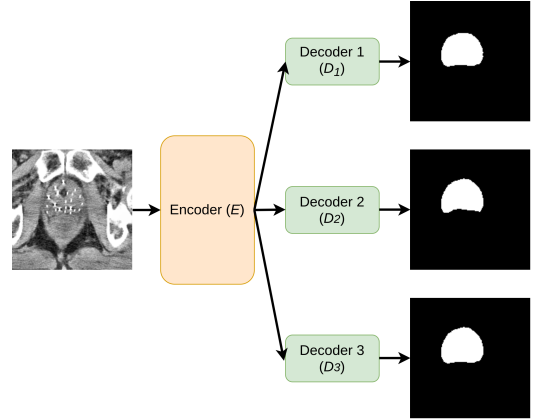 Decoder 1
(D1)
Encoder (E)
Decoder 2
(D2)
Decoder 3
(D3)